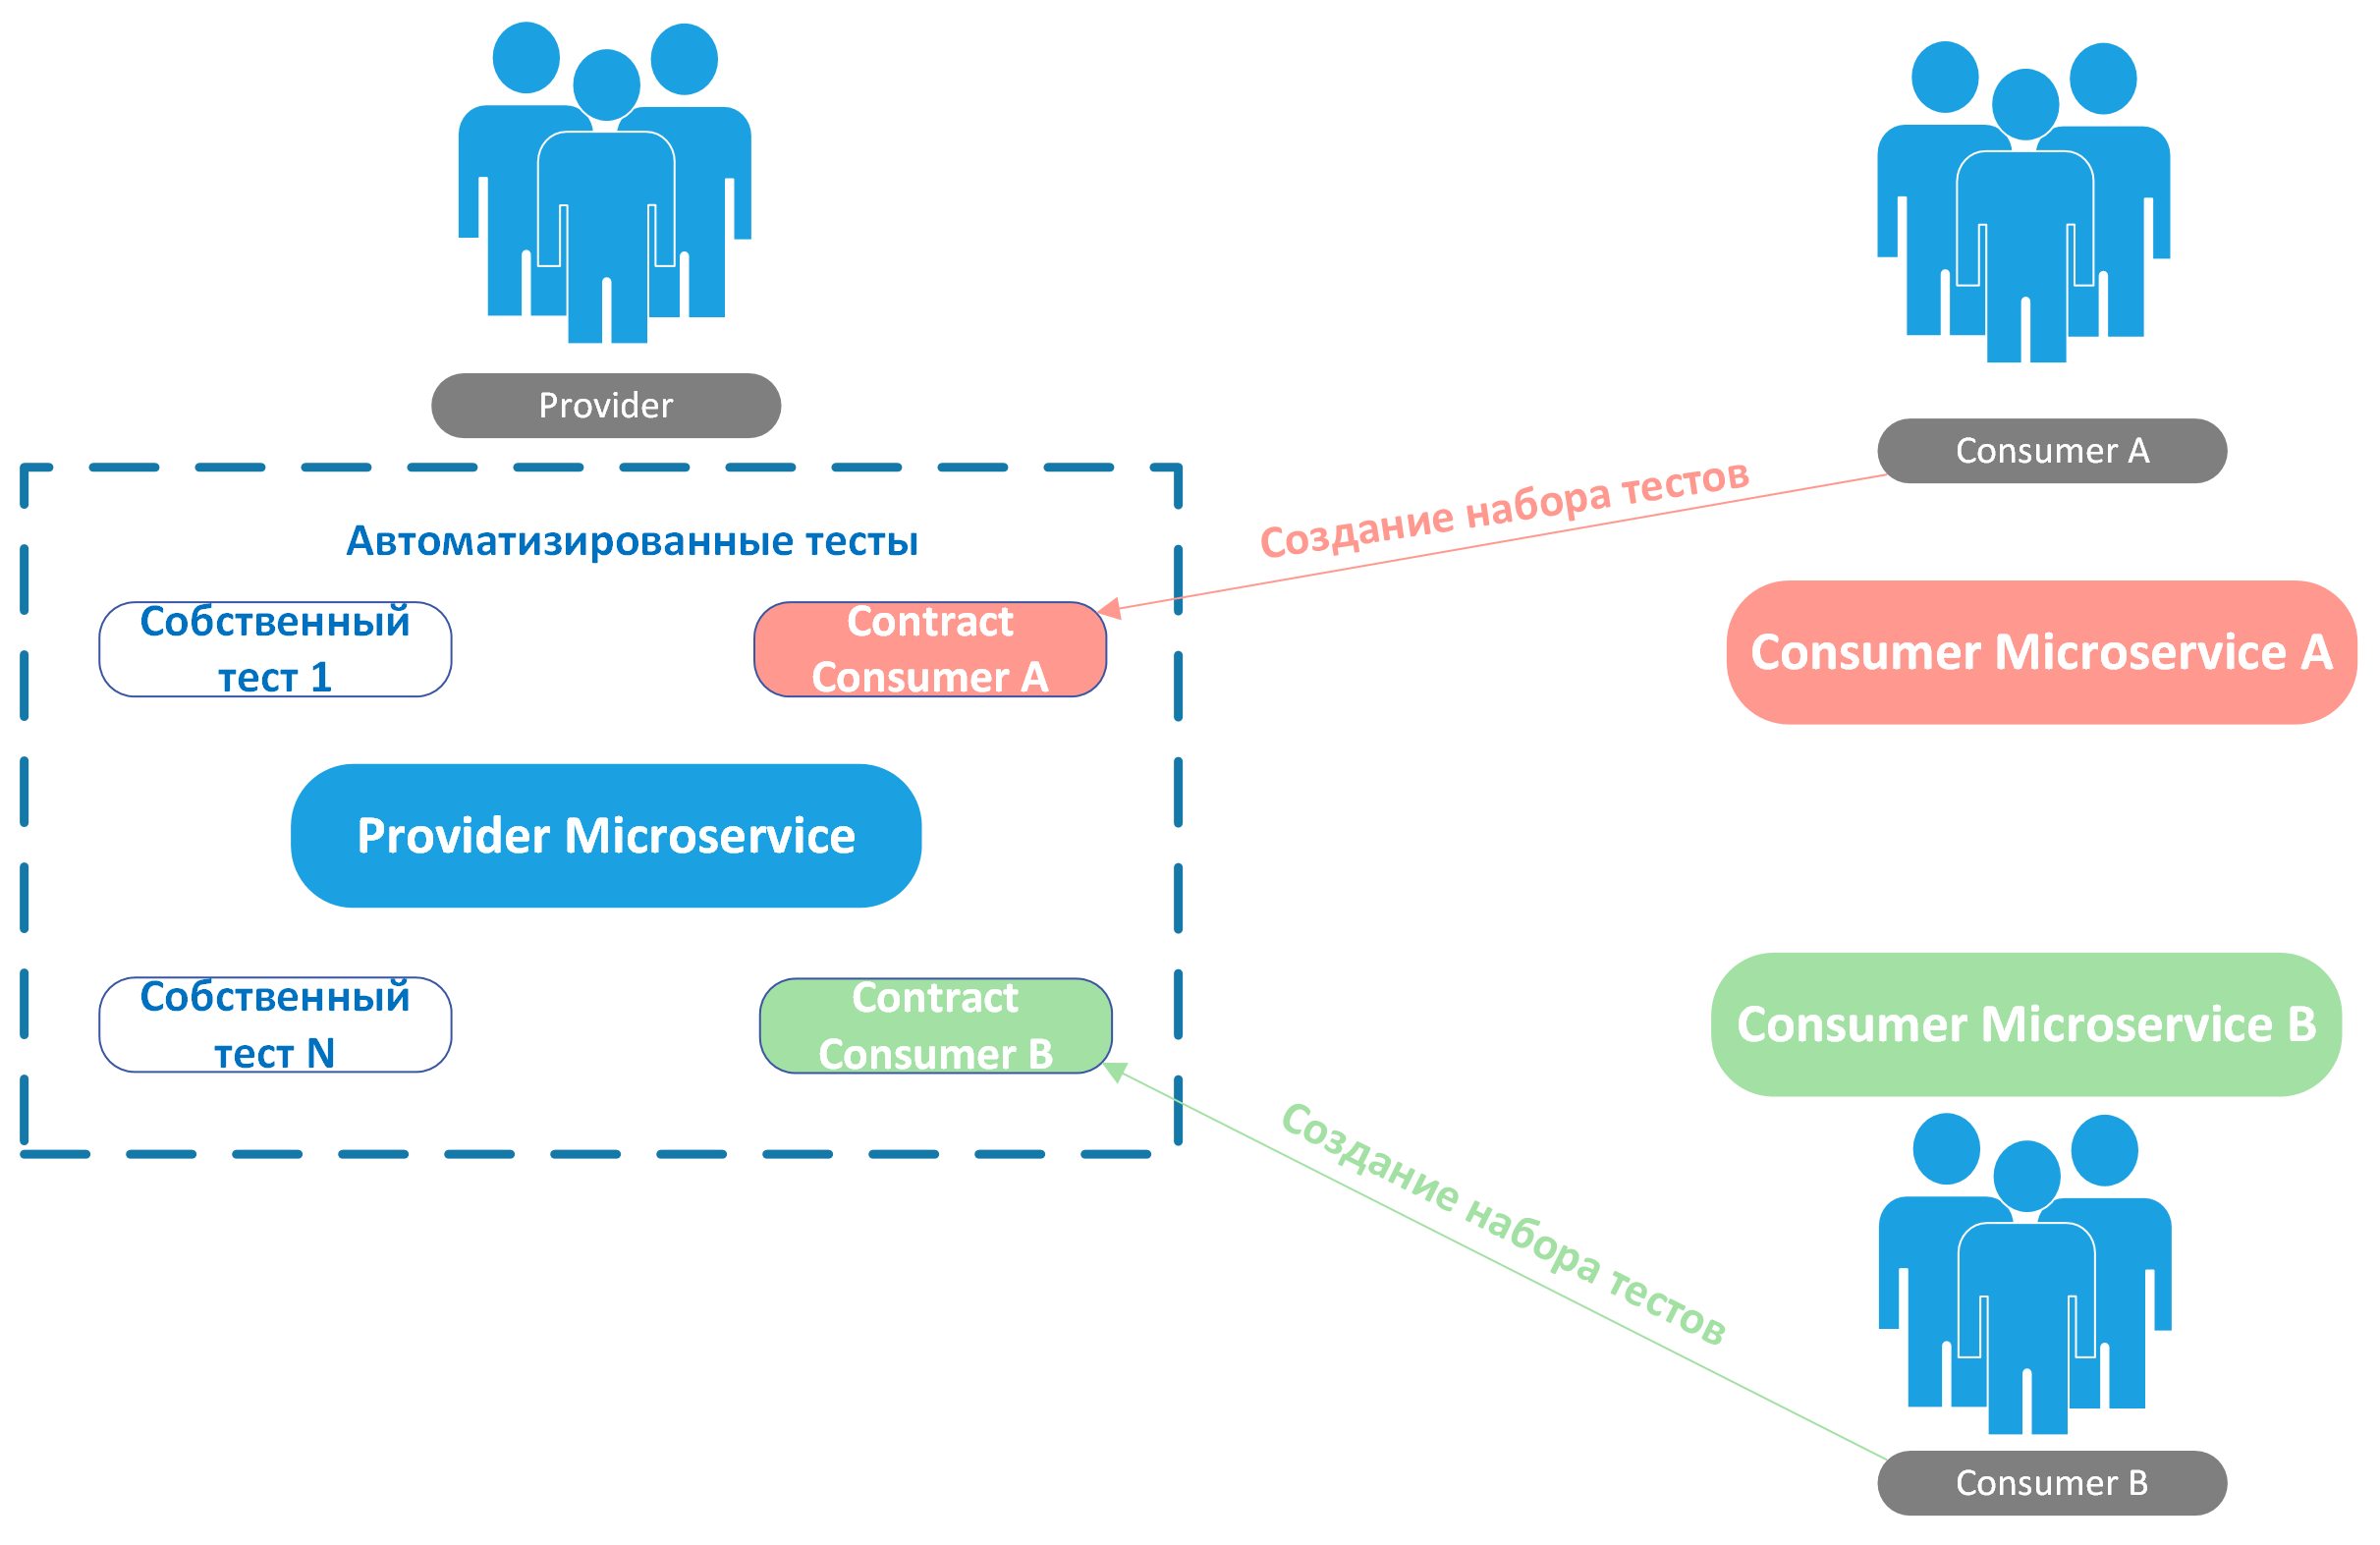 Provider
Consumer A
Создание набора тестов
Автоматизированные тесты
Собственный
тест 1
Contract
Consumer A
Consumer Microservice A
Provider Microservice
Собственный
тест N
Contract
Consumer B
Consumer Microservice B
Создание набора тестов
Consumer B